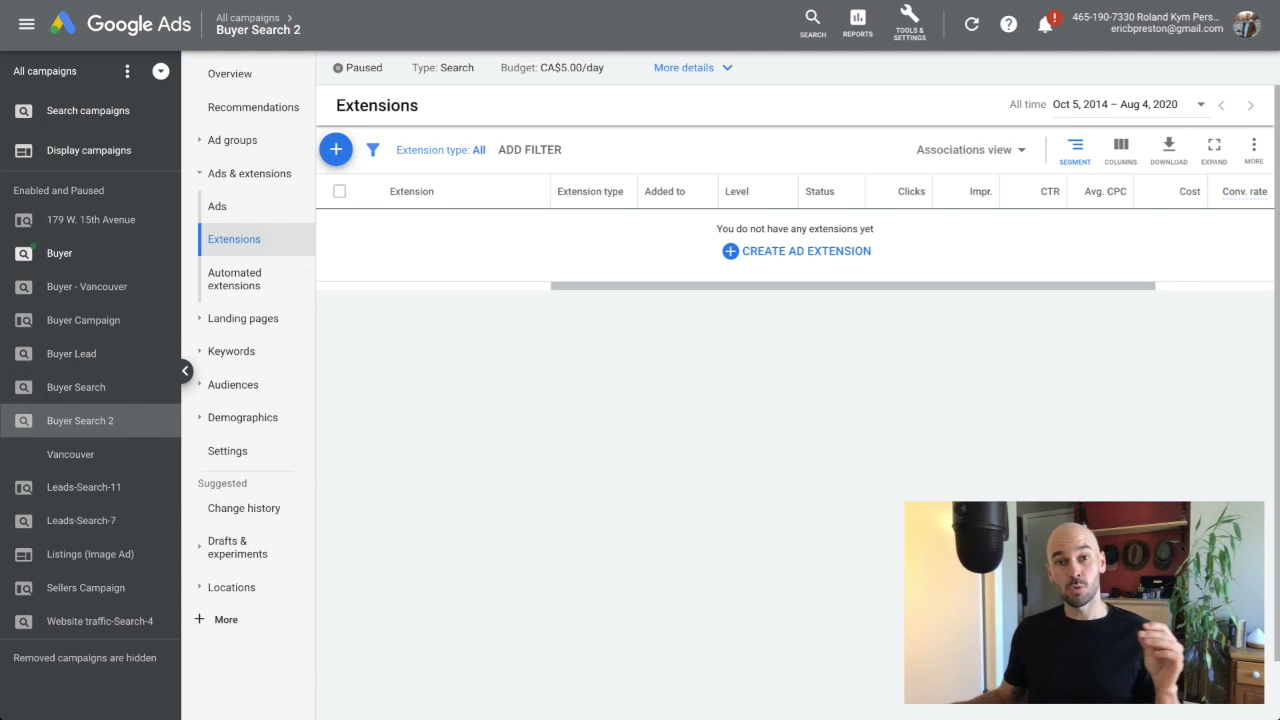 Google Ads
All campaigns
Buyer Search 2
SEARCH
REPORTS
TOOLS &
SETTINGS
!
465-190-7330 Roland Kym Pers...
ericbpreston@gmail.com
All campaigns
Search campaigns
Display campaigns
Enabled and Paused
179 W. 15th Avenue
Buyer
Buyer - Vancouver
Buyer Campaign
Buyer Lead
Buyer Search
Buyer Search 2
Vancouver
Leads-Search-11
Leads-Search-7
Listings (Image Ad)
Sellers Campaign
Website traffic-Search-4
Removed campaigns are hidden
Overview
Recommendations
Ad groups
Ads & extensions
Ads
Extensions
Automated
extensions
Landing pages
Keywords
Audiences
Demographics
Settings
Suggested
Change history
Drafts &
experiments
Locations
More
Paused
Type: Search
Budget: CA$5.00/day
More details
Extensions
All time
Oct 5, 2014 – Aug 4, 2020
Extension type: All
ADD FILTER
Associations view
SEGMENT
COLUMNS
DOWNLOAD
EXPAND
MORE
Extension
Extension type
Added to
Level
Status
Clicks
Impr.
CTR
Avg. CPC
Cost
Conv. rate
You do not have any extensions yet
CREATE AD EXTENSION